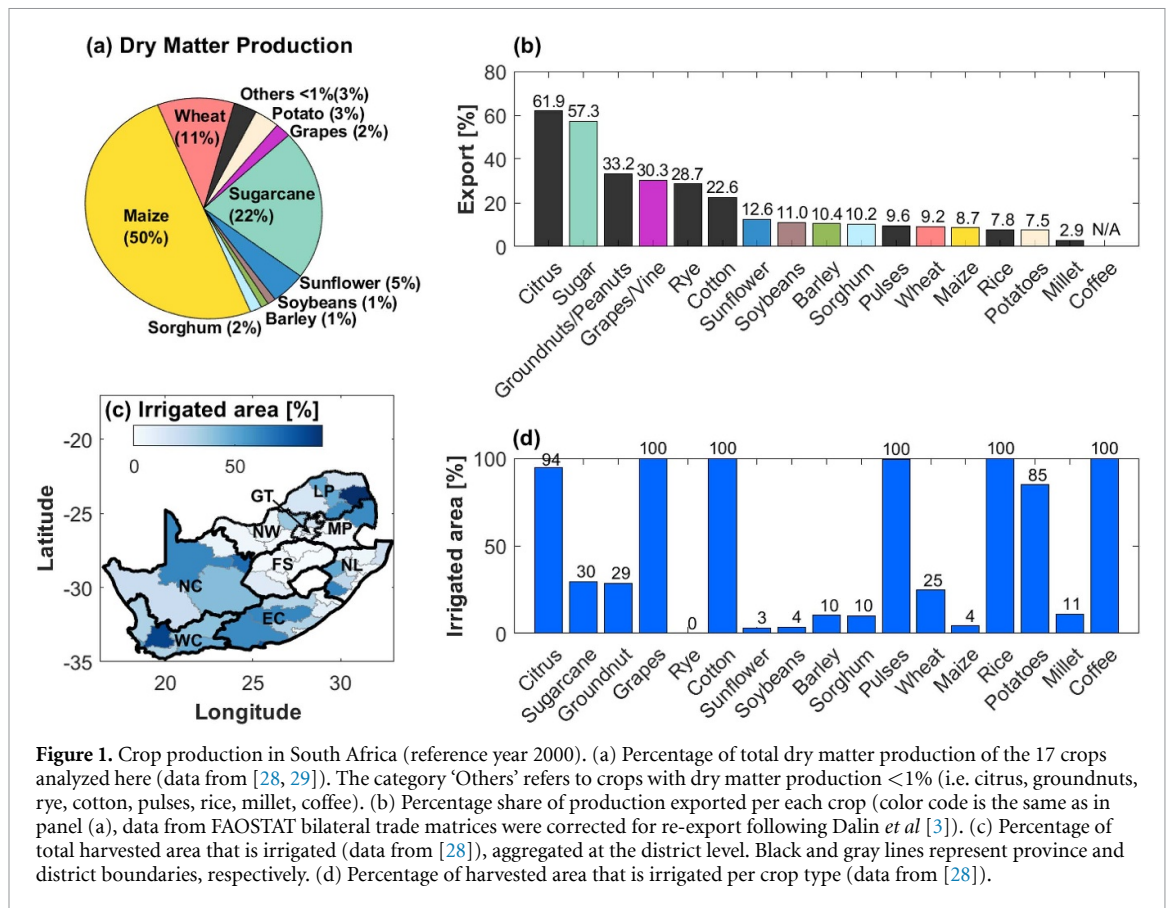 (a) Dry Matter Production
Others <1%(3%)
Potato (3%)
Grapes (2%)
Wheat
(11%)
Sugarcane
(22%)
Maize
(50%)
Sunflower (5%)
Soybeans (1%)
Barley (1%)
Sorghum (2%)
(b)
Export [%]
80
60
40
20
0
61.9
57.3
33.2
30.3
28.7
22.6
12.6
11.0
10.4
10.2
9.6
9.2
8.7
7.8
7.5
2.9
N/A
Citrus
Sugar
Groundnuts/Peanuts
Grapes/Vine
Rye
Cotton
Sunflower
Soybeans
Barley
Sorghum
Pulses
Wheat
Maize
Rice
Potatoes
Millet
Coffee
(c) Irrigated area [%]
0
50
Latitude
-20
-25
-30
-35
LP
GT
NW
MP
FS
NL
NC
EC
WC
20
25
30
Longitude
(d)
Irrigated area [%]
100
50
0
94
30
29
100
0
100
3
4
10
10
100
25
4
100
85
11
100
Citrus
Sugarcane
Groundnut
Grapes
Rye
Cotton
Sunflower
Soybeans
Barley
Sorghum
Pulses
Wheat
Maize
Rice
Potatoes
Millet
Coffee
Figure 1. Crop production in South Africa (reference year 2000). (a) Percentage of total dry matter production of the 17 crops
analyzed here (data from [28, 29]). The category ‘Others’ refers to crops with dry matter production <1% (i.e. citrus, groundnuts,
rye, cotton, pulses, rice, millet, coffee). (b) Percentage share of production exported per each crop (color code is the same as in
panel (a), data from FAOSTAT bilateral trade matrices were corrected for re-export following Dalin et al [3]). (c) Percentage of
total harvested area that is irrigated (data from [28]), aggregated at the district level. Black and gray lines represent province and
district boundaries, respectively. (d) Percentage of harvested area that is irrigated per crop type (data from [28]).